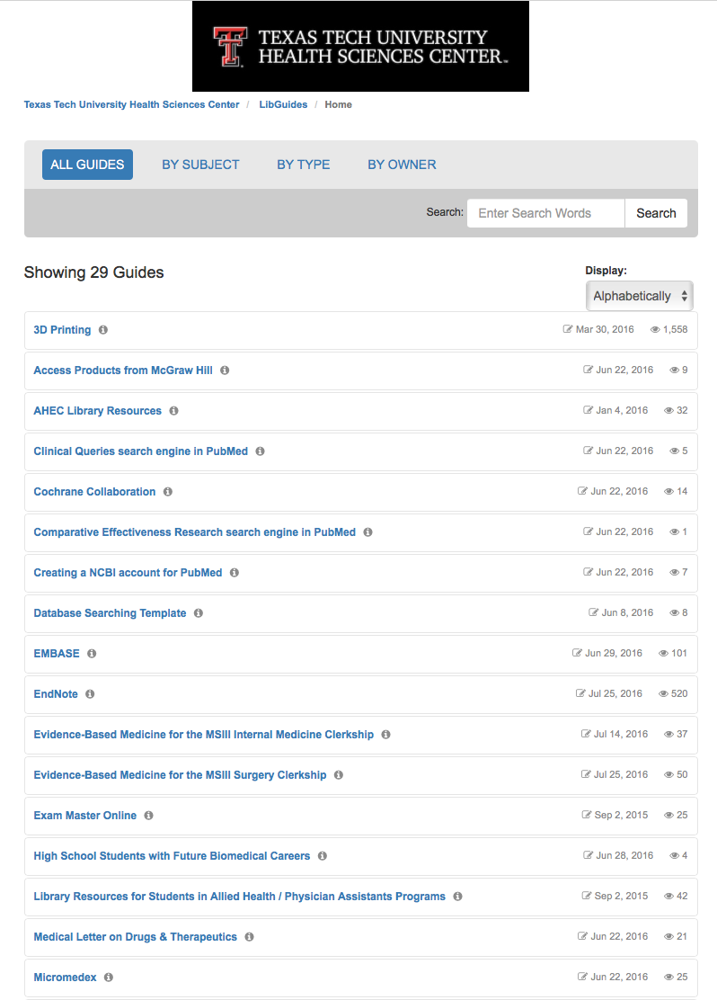 TEXAS TECH UNIVERSITY
HEALTH SCIENCES CENTER™
Texas Tech University Health Sciences Center / LibGuides / Home
ALL GUIDES BY SUBJECT BY TYPE BY OWNER
Search: Enter Search Words Search
Showing 29 Guides
Display:
Alphabetically
3D Printing Mar 30, 2016 1,558
Access Products from McGraw Hill Jun 22, 2016 9
AHEC Library Resources Jan 4, 2016 32
Clinical Queries search engine in PubMed Jun 22, 2016 5
Cochrane Collaboration Jun 22, 2016 14
Comparative Effectiveness Research search engine in PubMed Jun 22, 2016 1
Creating a NCBI account for PubMed Jun 22, 2016 7
Database Searching Template Jun 8, 2016 8
EMBASE Jun 29, 2016 101
EndNote Jul 25, 2016 520
Evidence-Based Medicine for the MSIII Internal Medicine Clerkship Jul 14, 2016 37
Evidence-Based Medicine for the MSIII Surgery Clerkship Jul 25, 2016 50
Exam Master Online Sep 2, 2015 25
High School Students with Future Biomedical Careers Jun 28, 2016 4
Library Resources for Students in Allied Health / Physician Assistants Programs Sep 2, 2015 42
Medical Letter on Drugs & Therapeutics Jun 22, 2016 21
Micromedex Jun 22, 2016 25